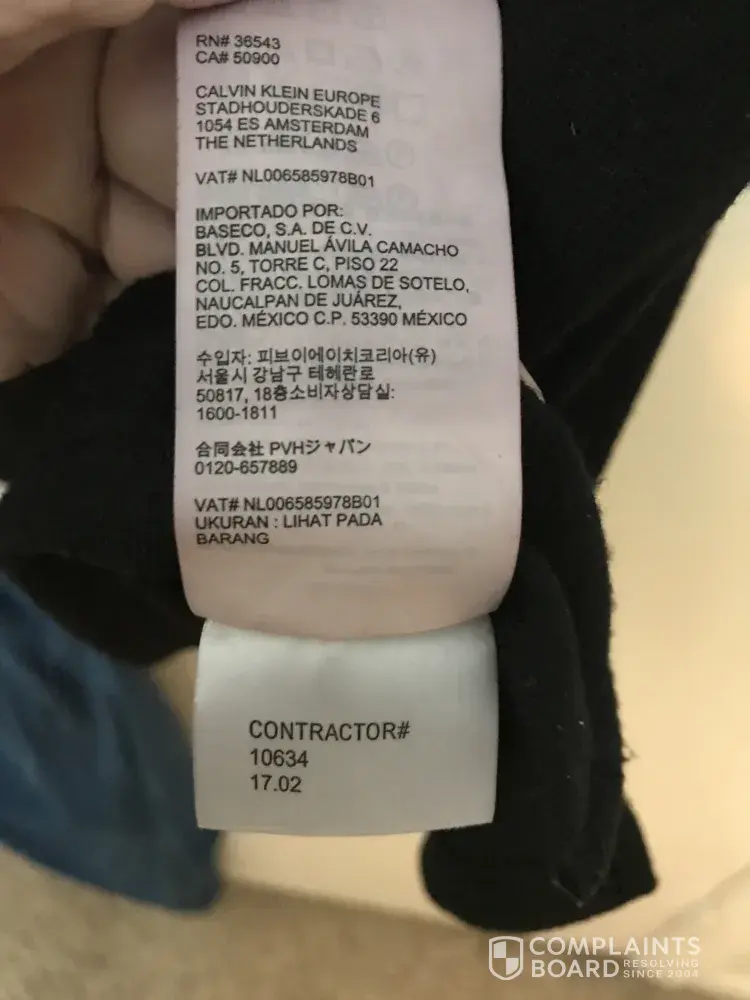 RN# 36543
CA# 50900
CALVIN KLEIN EUROPE
STADHOUDERSKADE 6
1054 ES AMSTERDAM
THE NETHERLANDS
VAT# NL006585978B01
IMPORTADO POR:
BASECO, S.A. DE C.V.
BLVD. MANUEL ÁVILA CAMACHO
NO. 5, TORRE C, PISO 22
COL. FRACC. LOMAS DE SOTELO,
NAUCALPAN DE JUÁREZ,
EDO. MÉXICO C.P. 53390 MÉXICO
수입자: 피브이에이치코리아(유)
서울시 강남구 테헤란로
50817, 18층소비자상담실:
1600-1811
合同会社 PVHジャパン
0120-657889
VAT# NL006585978B01
UKURAN : LIHAT PADA
BARANG
CONTRACTOR#
10634
17.02
COMPLAINTS
BOARD RESOLVING
SINCE 2004